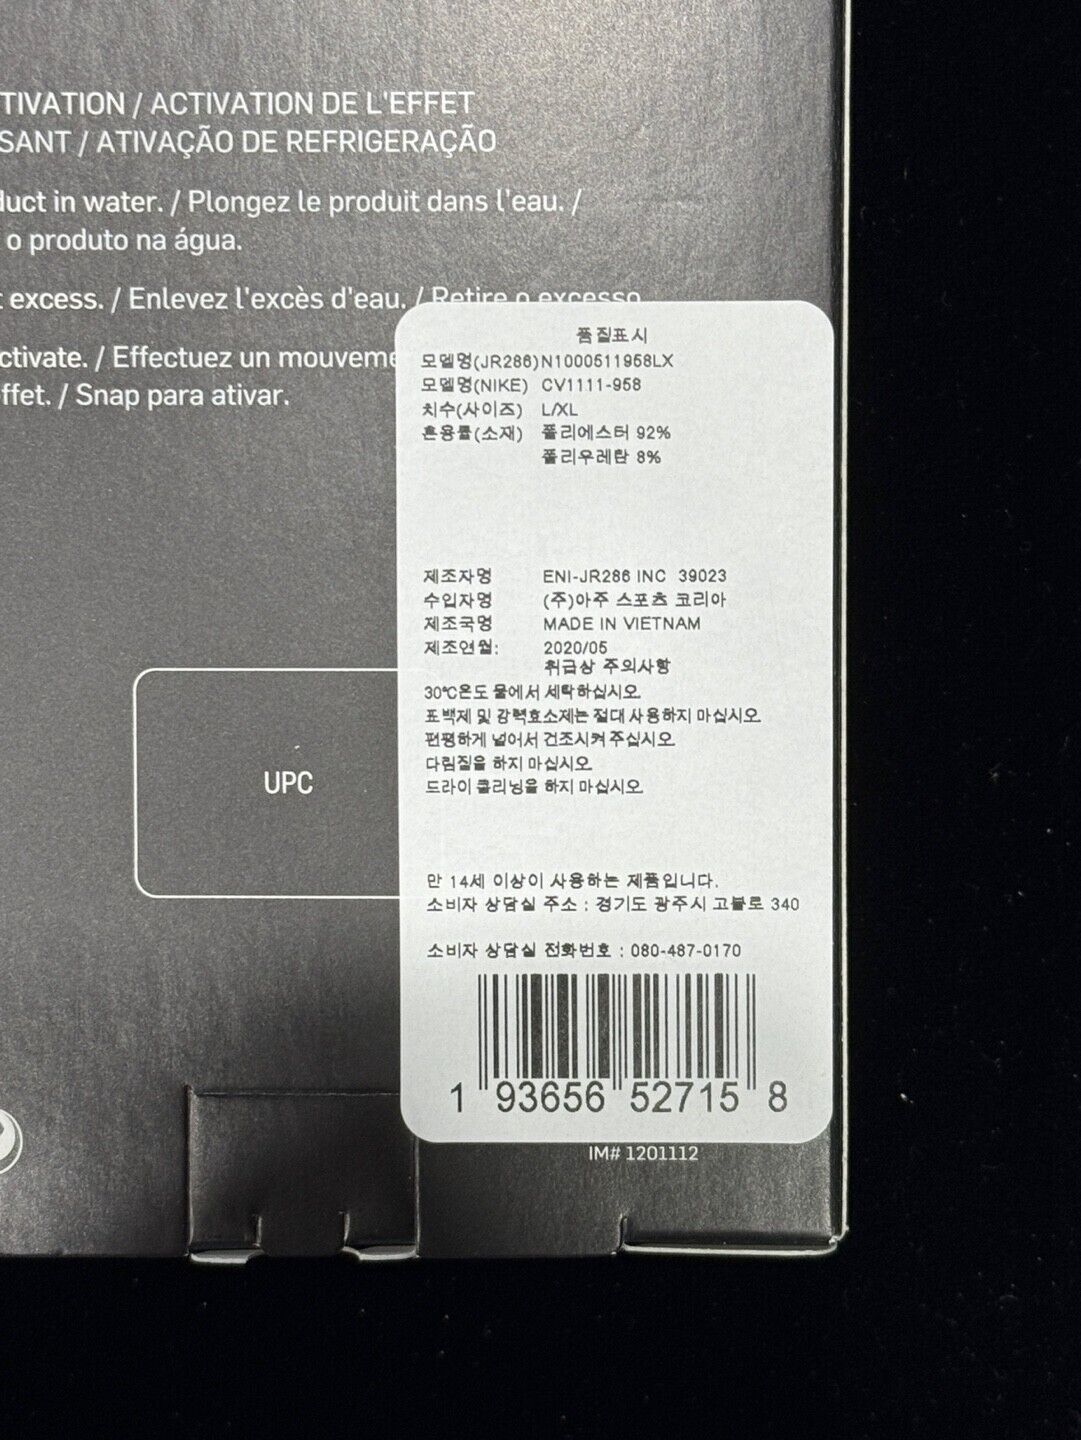 TIVATION / ACTIVATION DE L'EFFET
SANT / ATIVAÇÃO DE REFRIGERAÇÃO
duct in water. / Plongez le produit dans l'eau. /
o produto na água.
t excess. / Enlevez l'excès d'eau. / Retire o excesso
ctivate. / Effectuez un mouveme
ffet. / Snap para ativar.
품질표시
모델명(JR286)N1000511958LX
모델명(NIKE) CV1111-958
치수(사이즈) L/XL
혼용률(소재) 폴리에스터 92%
폴리우레탄 8%
제조자명 ENI-JR286 INC 39023
수입자명 (주)아주 스포츠 코리아
제조국명 MADE IN VIETNAM
제조연월: 2020/05
취급상 주의사항
30℃온도 물에서 세탁하십시오.
표백제 및 강력효소제는 절대 사용하지 마십시오.
편평하게 널어서 건조시켜 주십시오.
다림질을 하지 마십시오.
드라이 클리닝을 하지 마십시오.
만 14세 이상이 사용하는 제품입니다.
소비자 상담실 주소 : 경기도 광주시 고불로 340
소비자 상담실 전화번호 : 080-487-0170
UPC
1 93656 52715 8
IM# 1201112